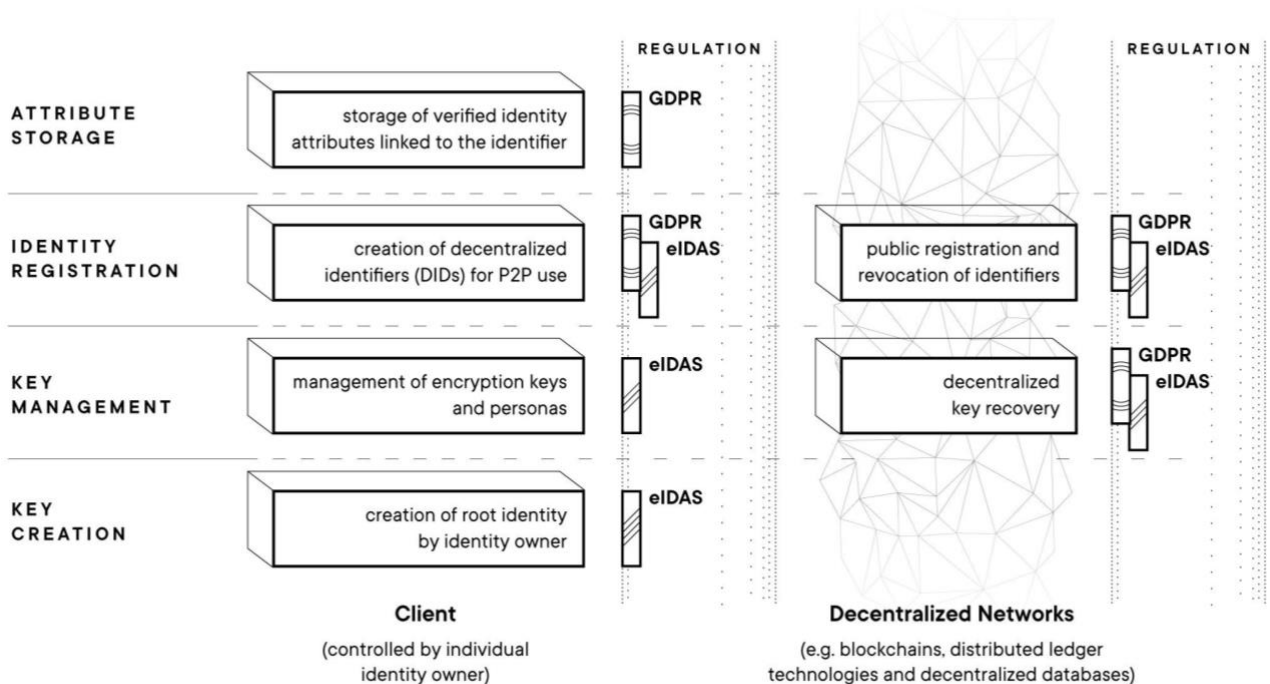 REGULATION
REGULATION
ATTRIBUTE
STORAGE
storage of verified identity
attributes linked to the identifier
GDPR
IDENTITY
REGISTRATION
creation of decentralized
identifiers (DIDs) for P2P use
GDPR
eIDAS
public registration and
revocation of identifiers
GDPR
eIDAS
KEY
MANAGEMENT
management of encryption keys
and personas
eIDAS
decentralized
key recovery
GDPR
eIDAS
KEY
CREATION
creation of root identity
by identity owner
eIDAS
Client
(controlled by individual
identity owner)
Decentralized Networks
(e.g. blockchains, distributed ledger
technologies and decentralized databases)